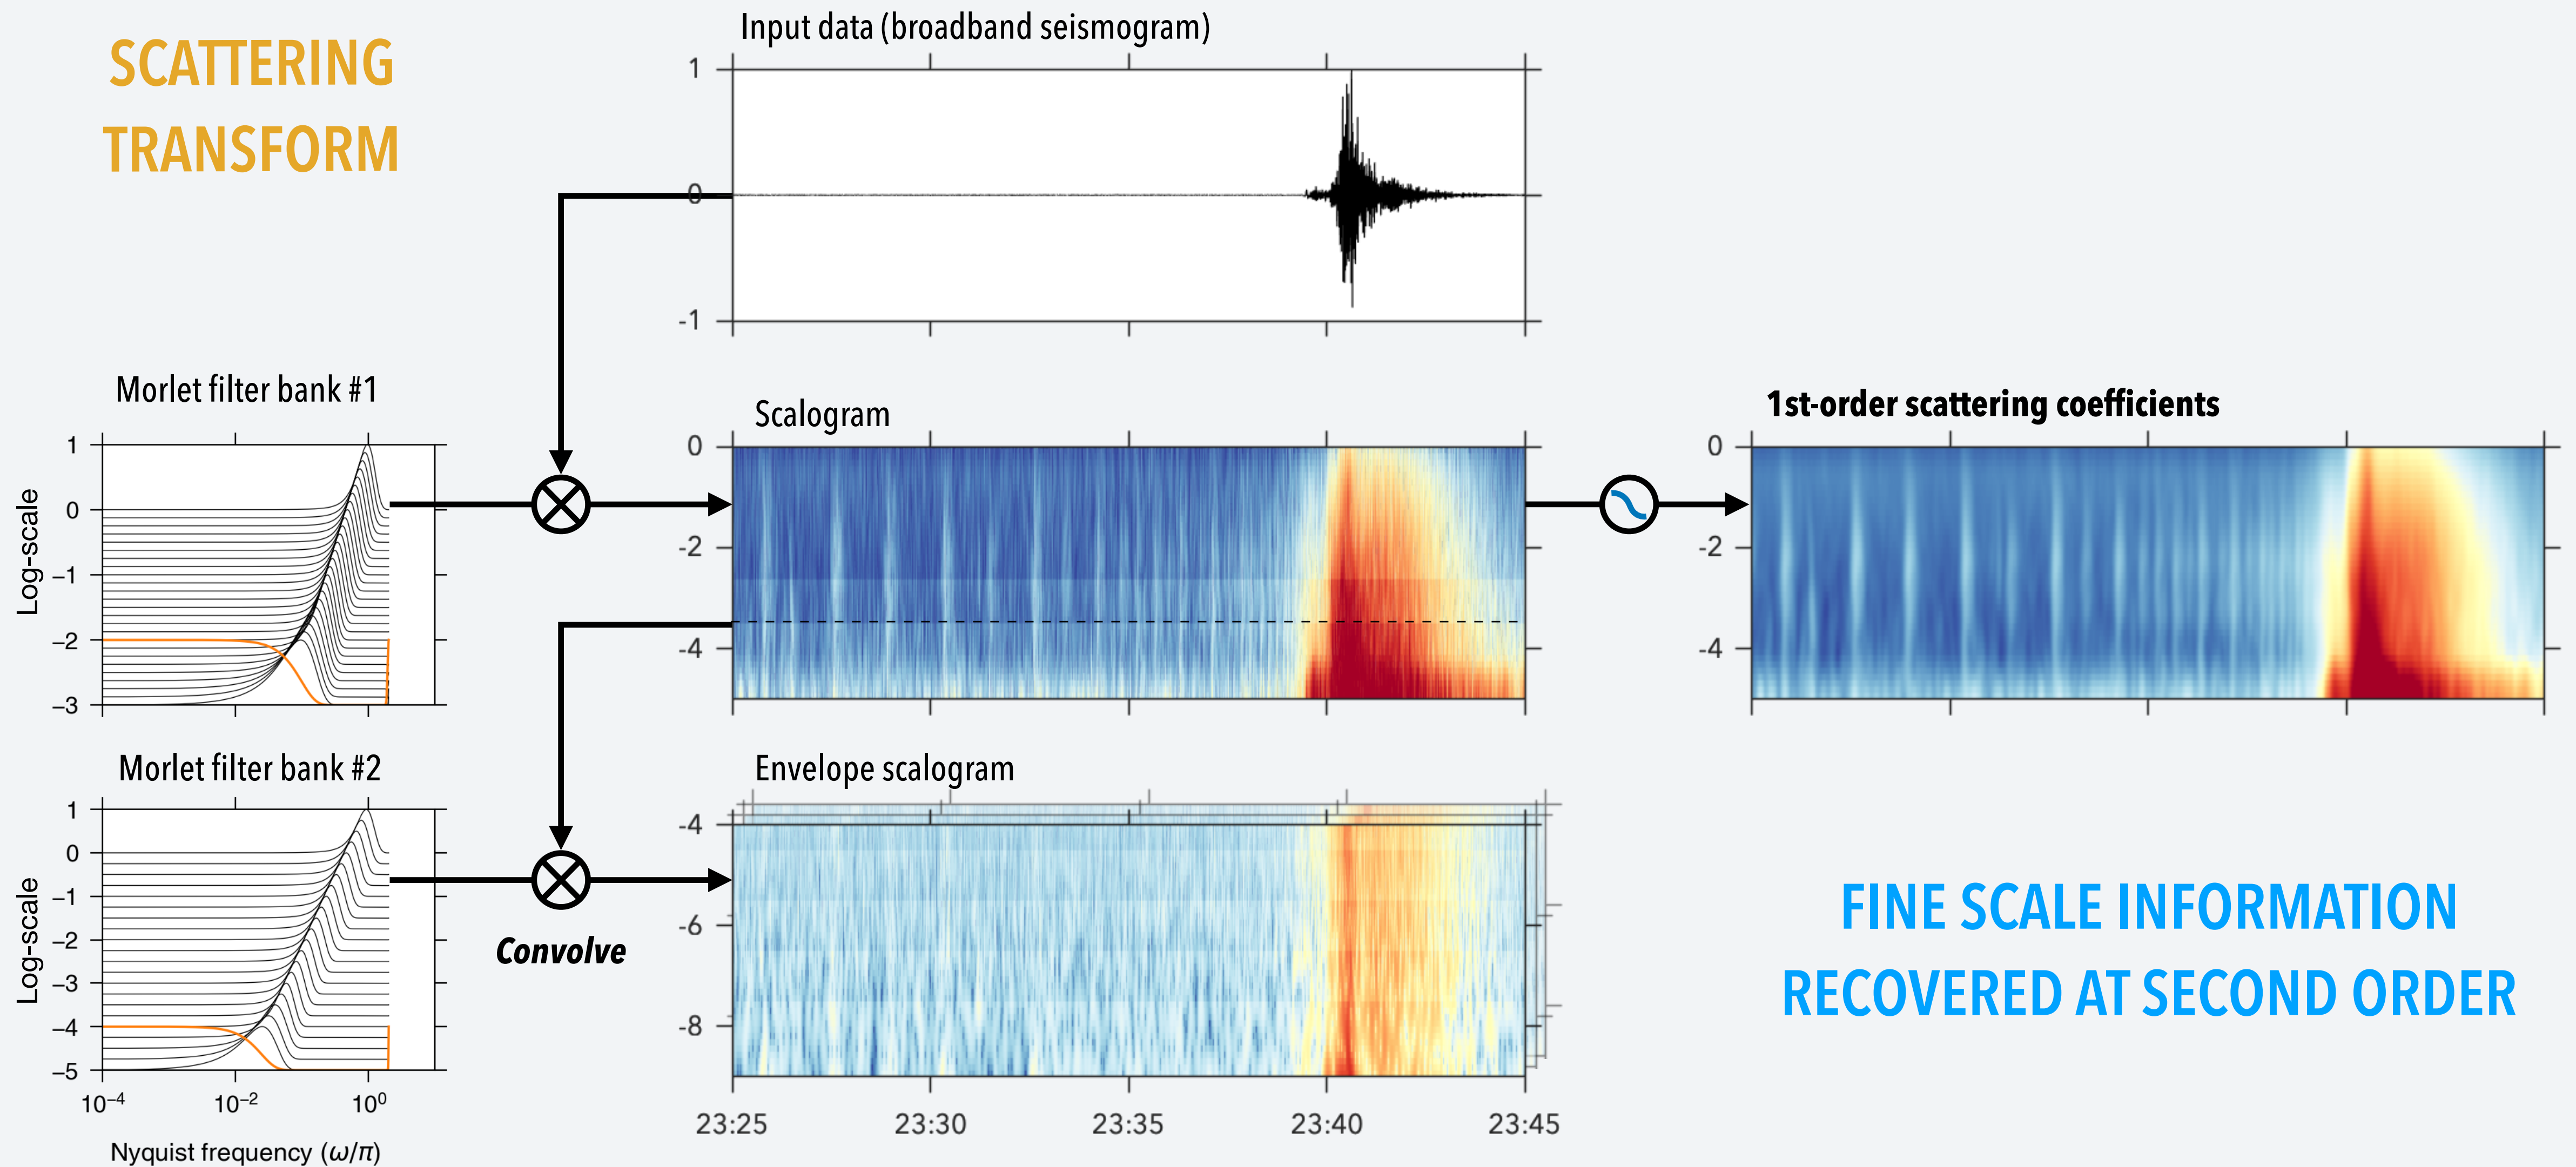 SCATTERING
TRANSFORM
Input data (broadband seismogram)
1
0
-1
Morlet filter bank #1
Log-scale
1
0
−1
−2
−3
Scalogram
0
-2
-4
1st-order scattering coefficients
0
-2
-4
Morlet filter bank #2
Log-scale
1
0
−1
−2
−3
−4
−5
10⁻⁴ 10⁻² 10⁰
Nyquist frequency (ω/π)
Convolve
Envelope scalogram
-4
-6
-8
23:25 23:30 23:35 23:40 23:45
FINE SCALE INFORMATION
RECOVERED AT SECOND ORDER